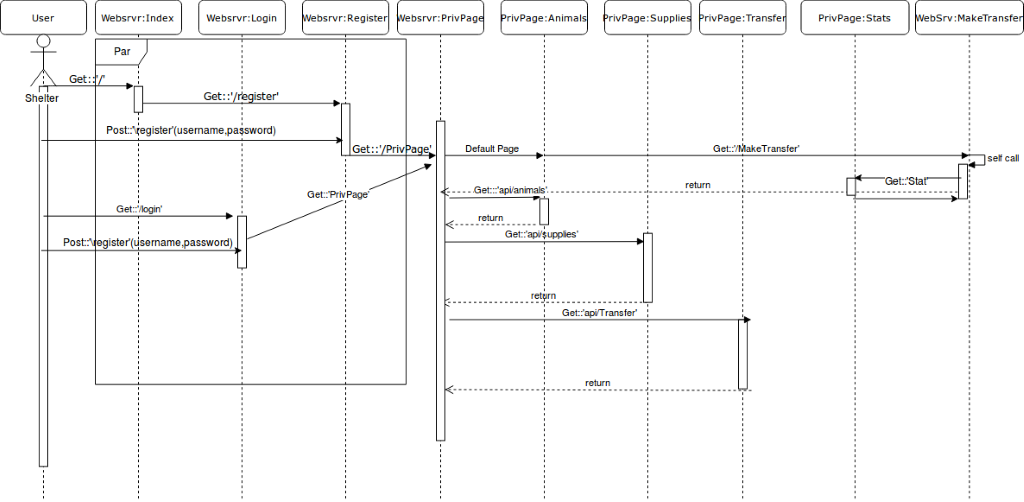 User
Websrvr:Index
Websrvr:Login
Websrvr:Register
Websrvr:PrivPage
PrivPage:Animals
PrivPage:Supplies
PrivPage:Transfer
PrivPage:Stats
WebSrv:MakeTransfer
Par
Get::'/'
Shelter
Get::'/register'
Post::'\register'(username,password)
Get::'/PrivPage'
Default Page
Get::'/MakeTransfer'
self call
Get::'Stat'
return
Get::'PrivPage'
Get:::'api/animals'
Get::'/login'
return
Get::'api/supplies'
Post::'\register'(username,password)
return
Get::'api/Transfer'
return